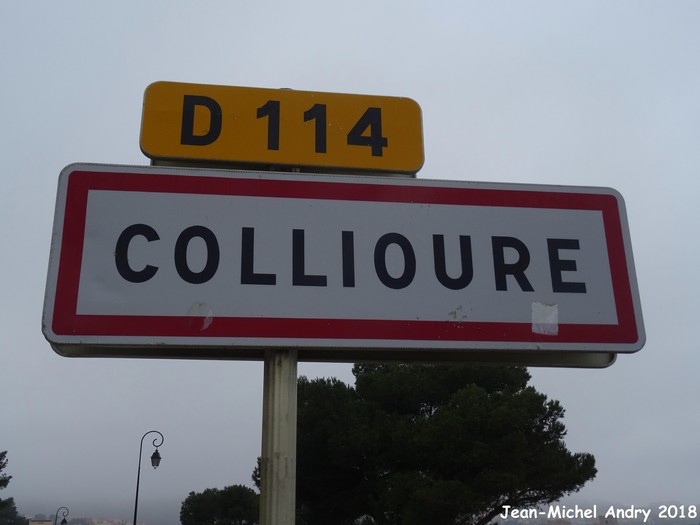 D 114
COLLIOURE
Jean-Michel Andry 2018